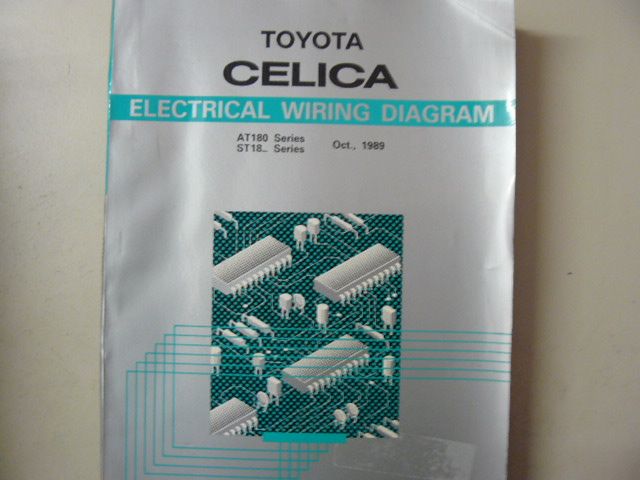 TOYOTA
CELICA
ELECTRICAL WIRING DIAGRAM
AT180 Series
ST18_ Series Oct., 1989